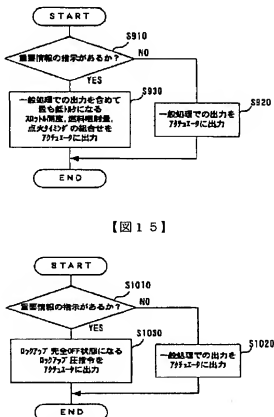 START
S910
重要情報の指示があるか?
NO
YES
S930
一般処理での出力を含めて
最も低トルクになる
スロットル開度,燃料噴射量,
点火タイミングの組合せを
アクチュエータに出力
S920
一般処理での出力を
アクチュエータに出力
END
【図15】
START
S1010
重要情報の指示があるか?
NO
YES
S1030
ロックアップ完全OFF状態になる
ロックアップ圧指令を
アクチュエータに出力
S1020
一般処理での出力を
アクチュエータに出力
END